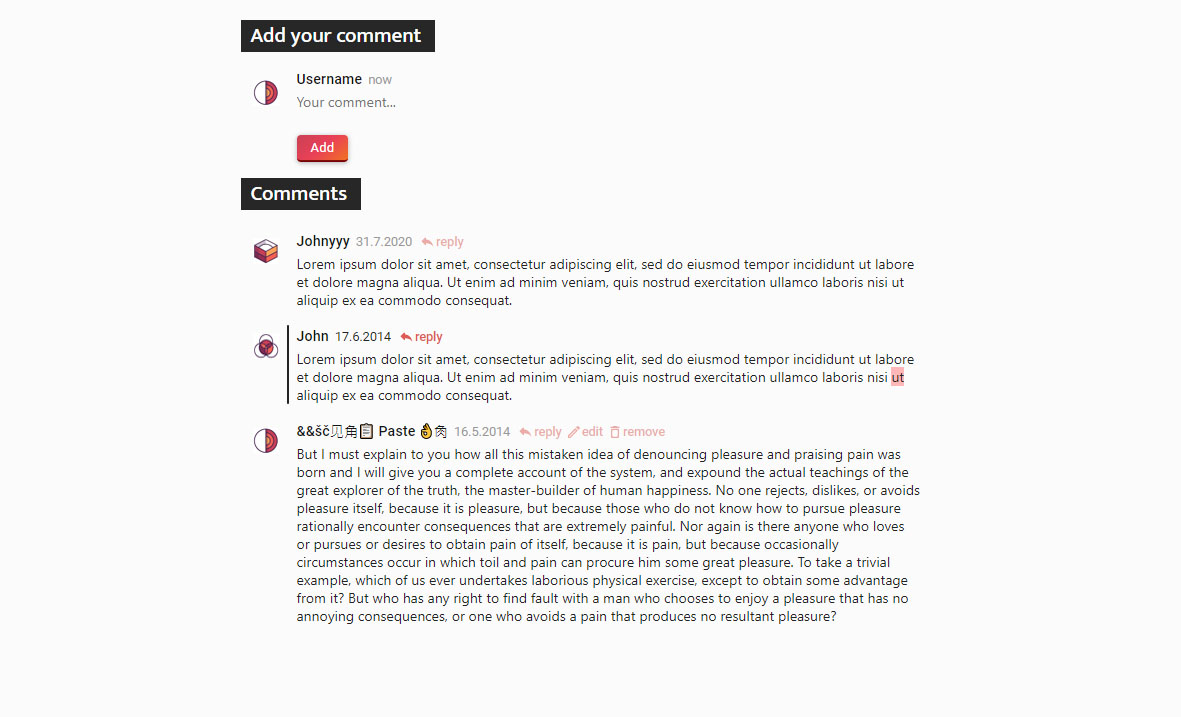 Add your comment
Username now
Your comment...
Add
Comments
Johnyyy 31.7.2020 reply
Lorem ipsum dolor sit amet, consectetur adipiscing elit, sed do eiusmod tempor incididunt ut labore
et dolore magna aliqua. Ut enim ad minim veniam, quis nostrud exercitation ullamco laboris nisi ut
aliquip ex ea commodo consequat.
John 17.6.2014 reply
Lorem ipsum dolor sit amet, consectetur adipiscing elit, sed do eiusmod tempor incididunt ut labore
et dolore magna aliqua. Ut enim ad minim veniam, quis nostrud exercitation ullamco laboris nisi ut
aliquip ex ea commodo consequat.
&&šč见角📋 Paste 👌肉 16.5.2014 reply edit remove
But I must explain to you how all this mistaken idea of denouncing pleasure and praising pain was
born and I will give you a complete account of the system, and expound the actual teachings of the
great explorer of the truth, the master-builder of human happiness. No one rejects, dislikes, or avoids
pleasure itself, because it is pleasure, but because those who do not know how to pursue pleasure
rationally encounter consequences that are extremely painful. Nor again is there anyone who loves
or pursues or desires to obtain pain of itself, because it is pain, but because occasionally
circumstances occur in which toil and pain can procure him some great pleasure. To take a trivial
example, which of us ever undertakes laborious physical exercise, except to obtain some advantage
from it? But who has any right to find fault with a man who chooses to enjoy a pleasure that has no
annoying consequences, or one who avoids a pain that produces no resultant pleasure?